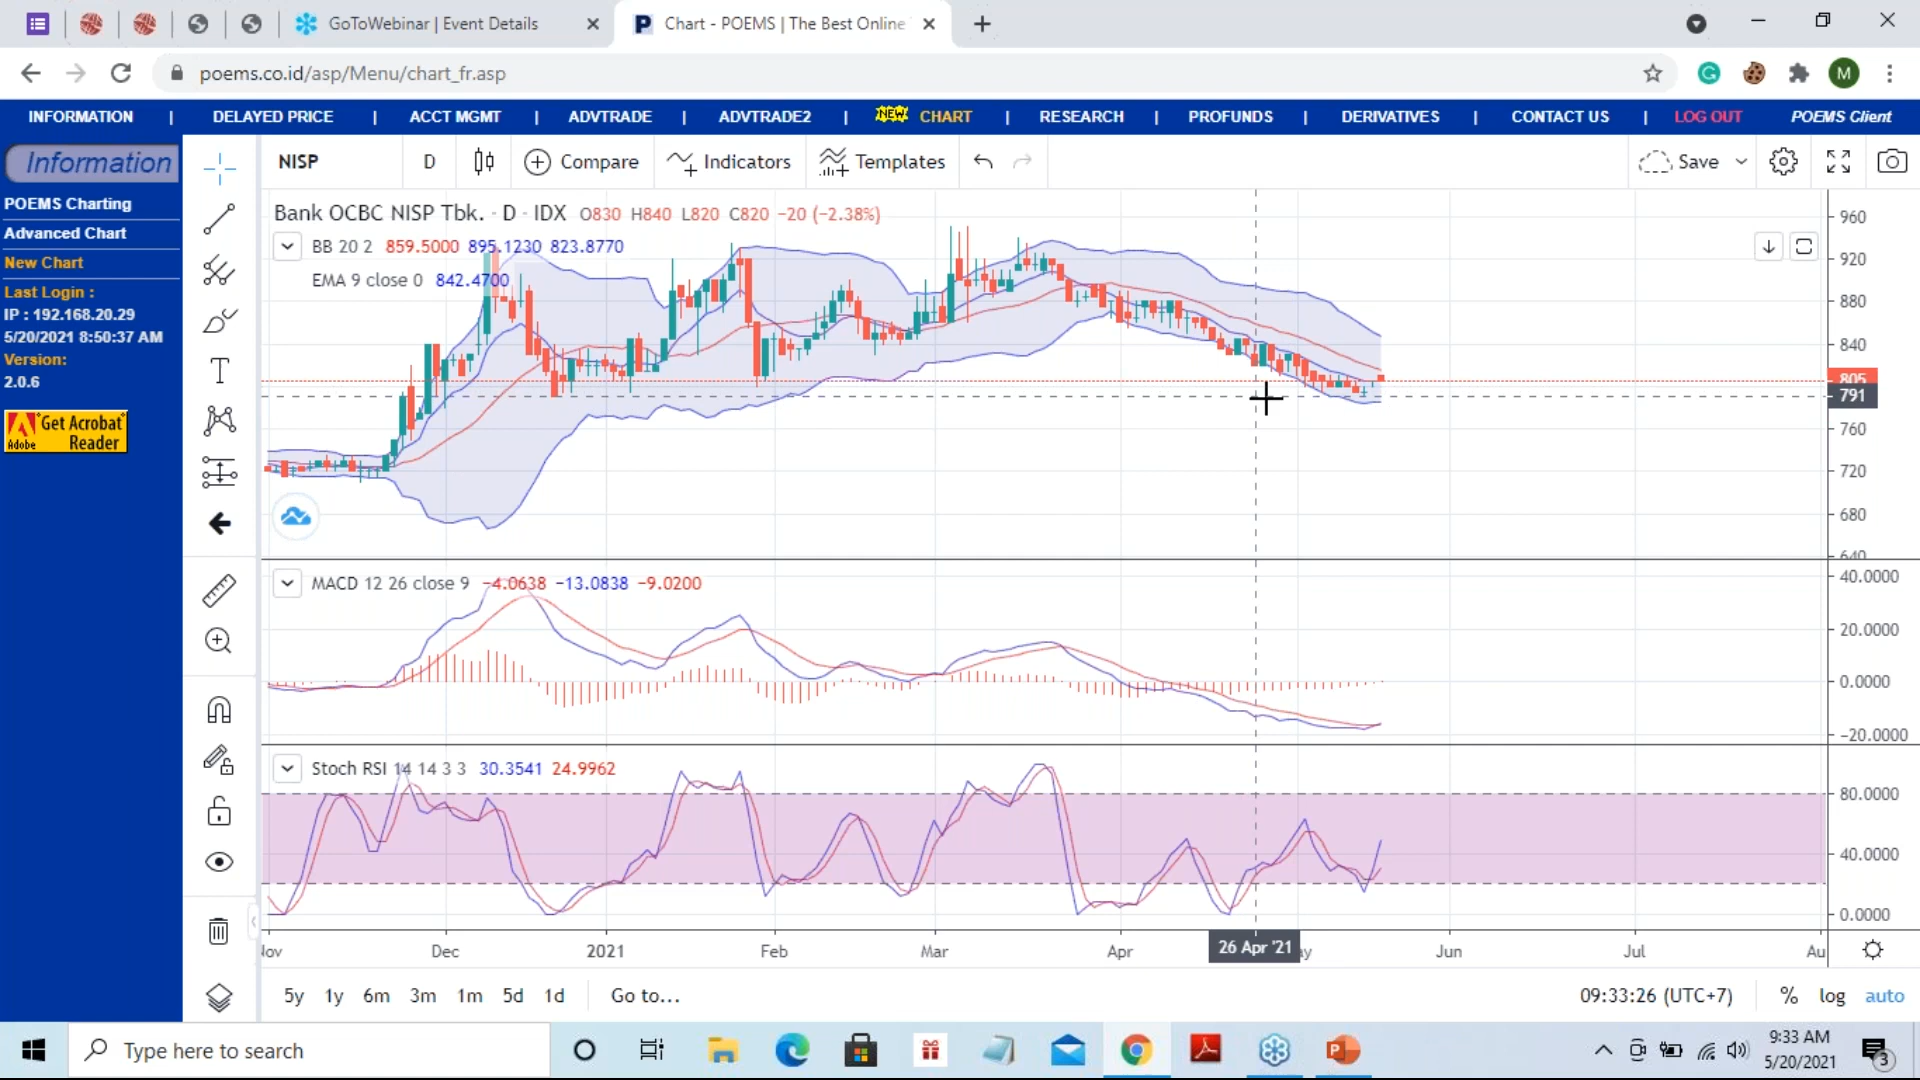 GoToWebinar | Event Details
Chart - POEMS | The Best Online
poems.co.id/asp/Menu/chart_fr.asp
M
INFORMATION | DELAYED PRICE | ACCT MGMT | ADVTRADE | ADVTRADE2 | NEW CHART | RESEARCH | PROFUNDS | DERIVATIVES | CONTACT US | LOG OUT POEMS Client
Information
POEMS Charting
Advanced Chart
New Chart
Last Login :
IP : 192.168.20.29
5/20/2021 8:50:37 AM
Version:
2.0.6
Get Acrobat
Reader
Adobe
NISP D Compare Indicators Templates Save
Bank OCBC NISP Tbk. · D · IDX O830 H840 L820 C820 −20 (−2.38%)
BB 20 2 859.5000 895.1230 823.8770
EMA 9 close 0 842.4700
960
920
880
840
805
791
760
720
680
640
MACD 12 26 close 9 −4.0638 −13.0838 −9.0200
40.0000
20.0000
0.0000
−20.0000
Stoch RSI 14 14 3 3 30.3541 24.9962
80.0000
40.0000
0.0000
Nov Dec 2021 Feb Mar Apr 26 Apr '21 Jun Jul Au
5y 1y 6m 3m 1m 5d 1d Go to... 09:33:26 (UTC+7) % log auto
Type here to search
9:33 AM
5/20/2021
3